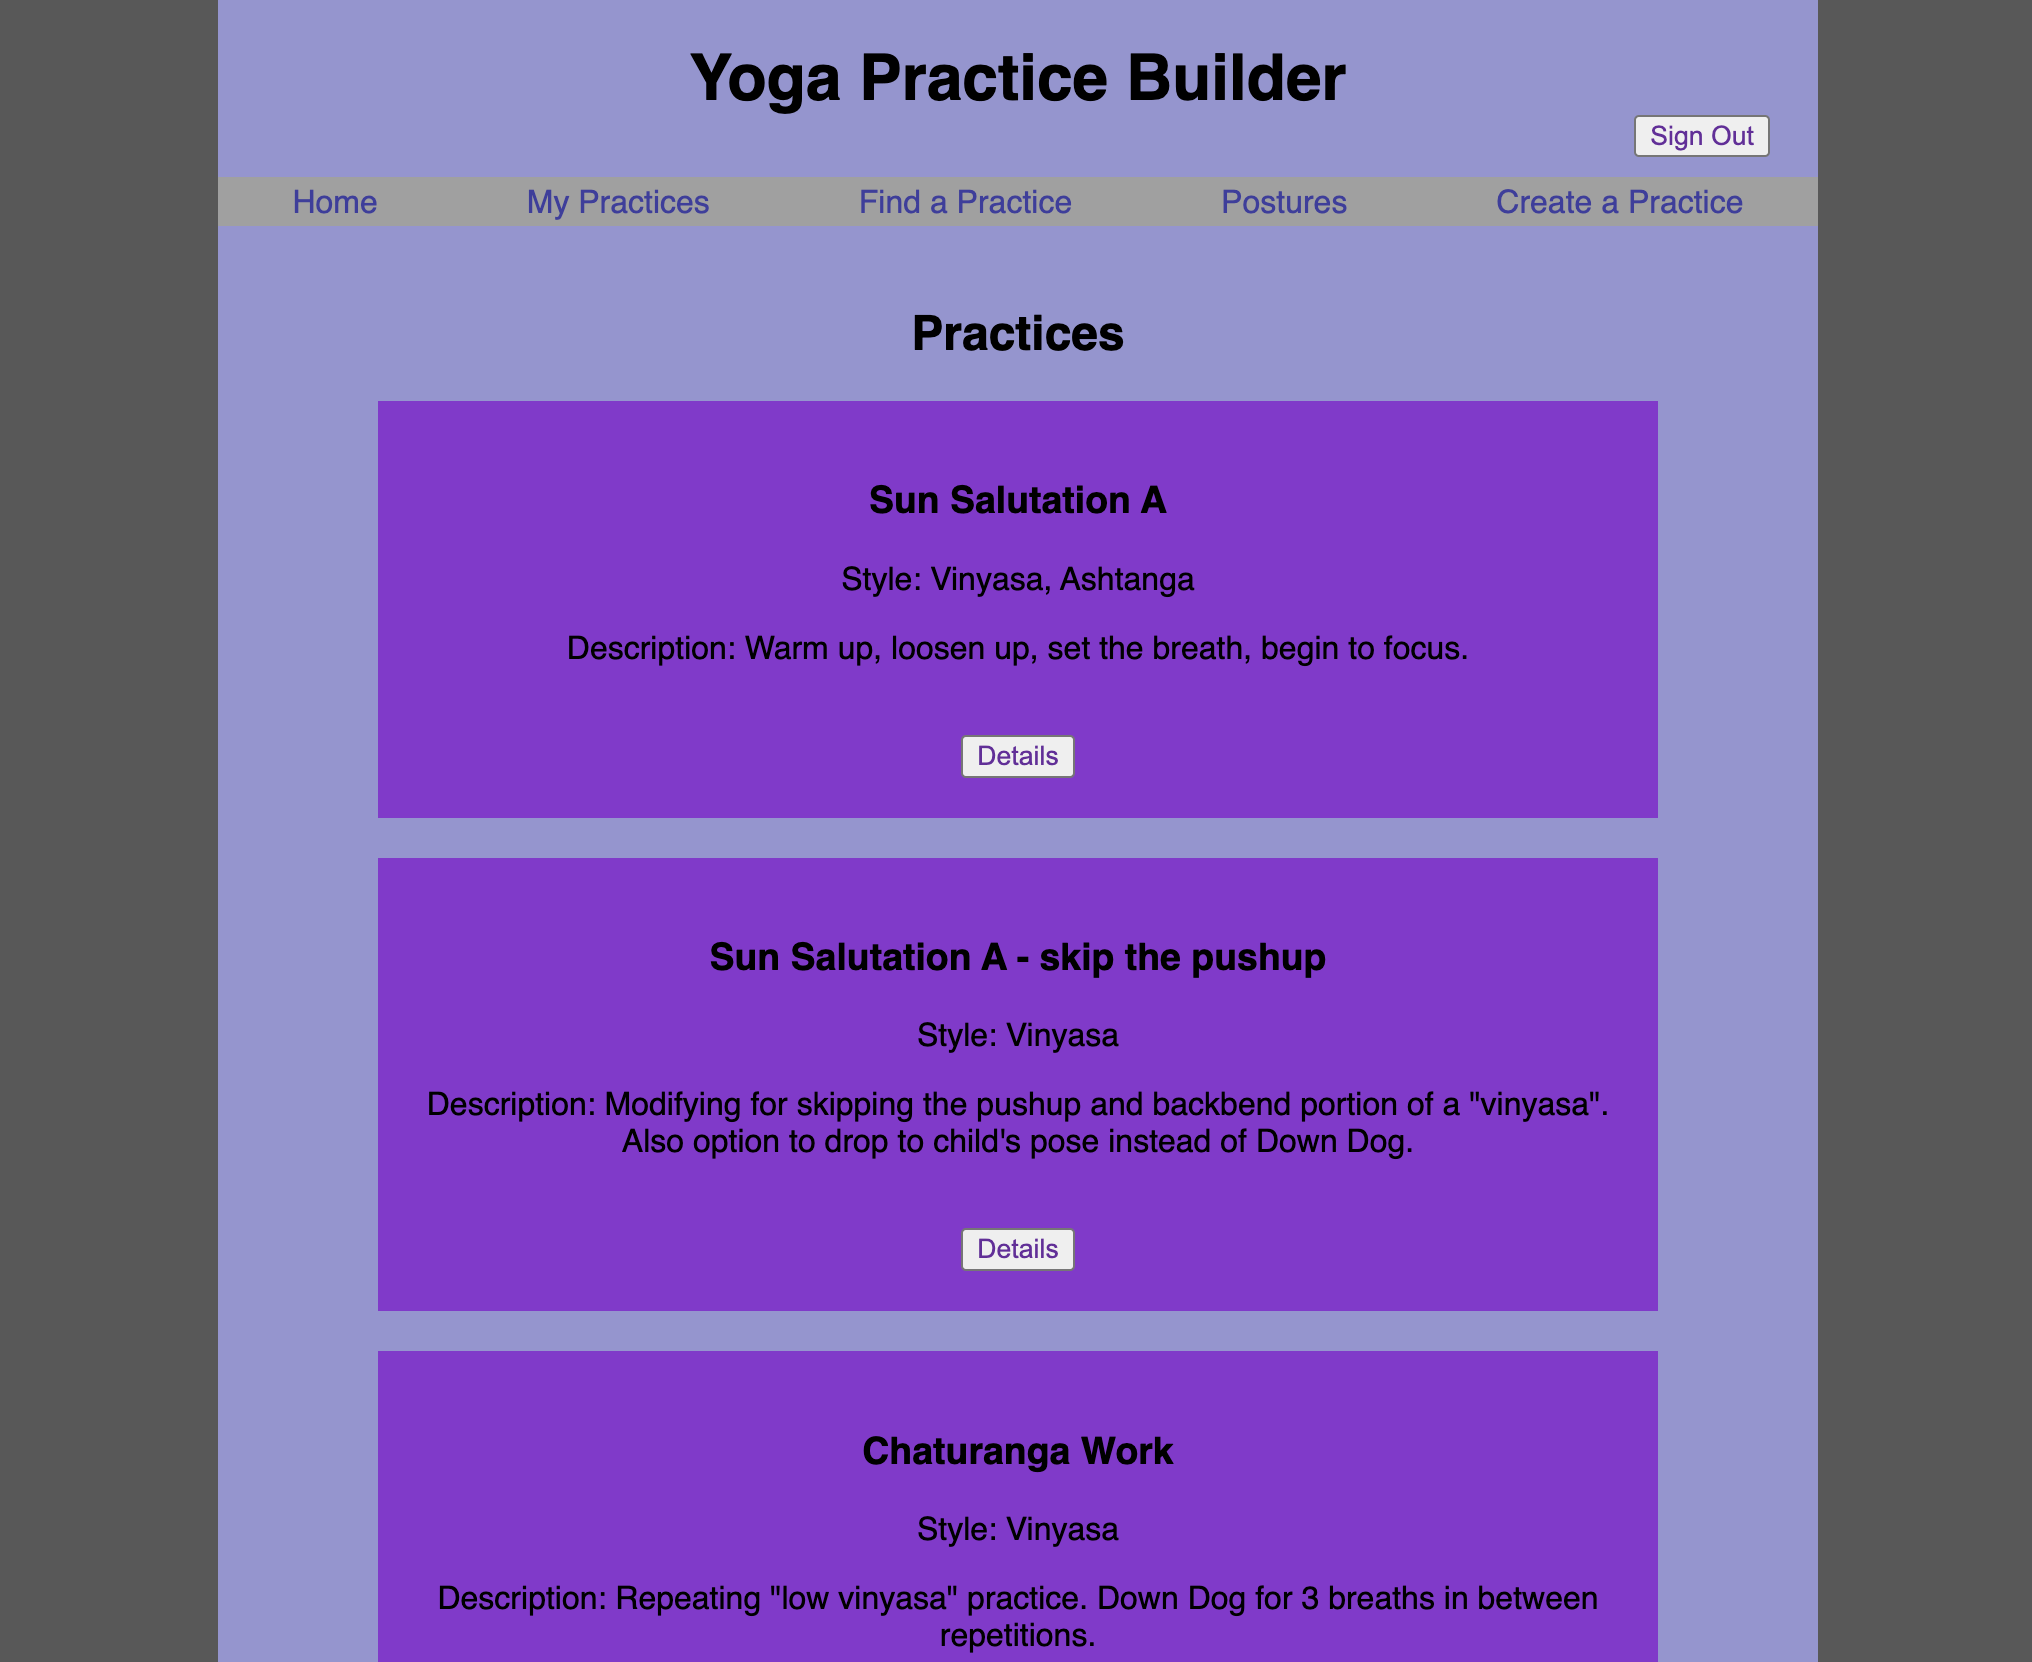 Yoga Practice Builder
Sign Out
Home My Practices Find a Practice Postures Create a Practice
Practices
Sun Salutation A
Style: Vinyasa, Ashtanga
Description: Warm up, loosen up, set the breath, begin to focus.
Details
Sun Salutation A - skip the pushup
Style: Vinyasa
Description: Modifying for skipping the pushup and backbend portion of a "vinyasa".
Also option to drop to child's pose instead of Down Dog.
Details
Chaturanga Work
Style: Vinyasa
Description: Repeating "low vinyasa" practice. Down Dog for 3 breaths in between
repetitions.